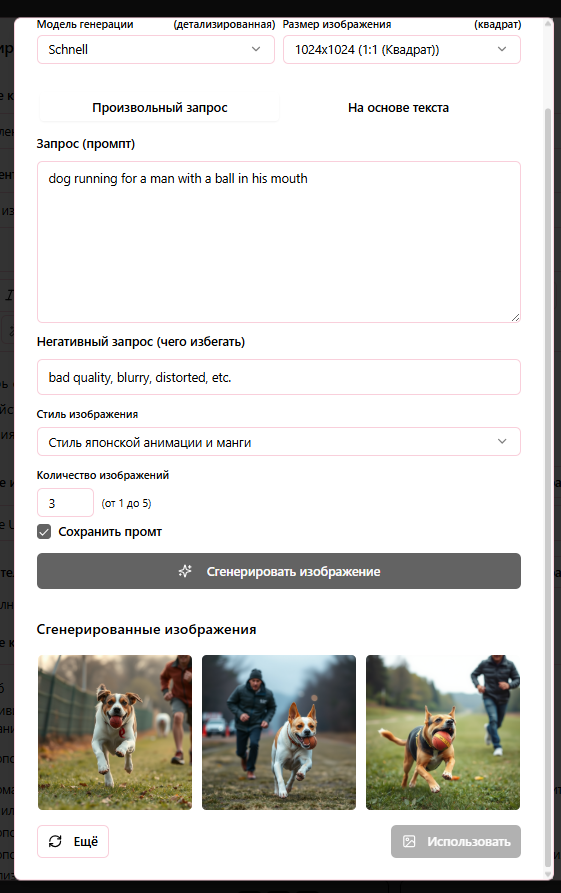 Модель генерации (детализированная) Размер изображения (квадрат)
Schnell 1024x1024 (1:1 (Квадрат))
Произвольный запрос На основе текста
Запрос (промпт)
dog running for a man with a ball in his mouth
Негативный запрос (чего избегать)
bad quality, blurry, distorted, etc.
Стиль изображения
Стиль японской анимации и манги
Количество изображений
3 (от 1 до 5)
Сохранить промт
Сгенерировать изображение
Сгенерированные изображения
Ещё Использовать